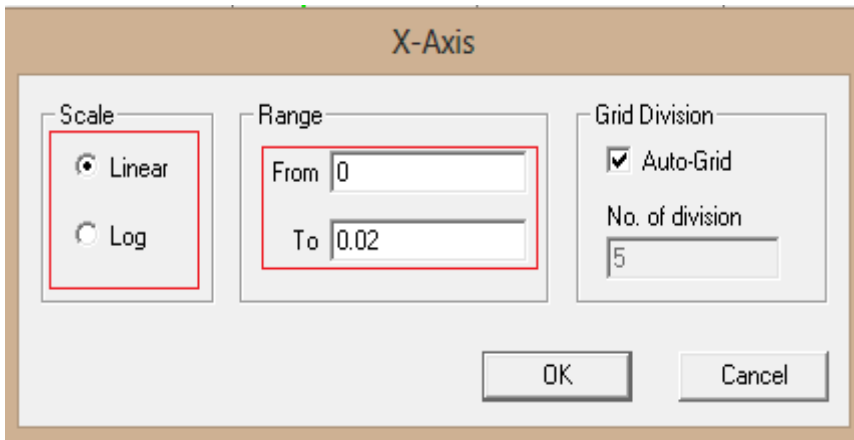 X-Axis
Scale
Linear
Log
Range
From 0
To 0.02
Grid Division
Auto-Grid
No. of division
5
OK
Cancel